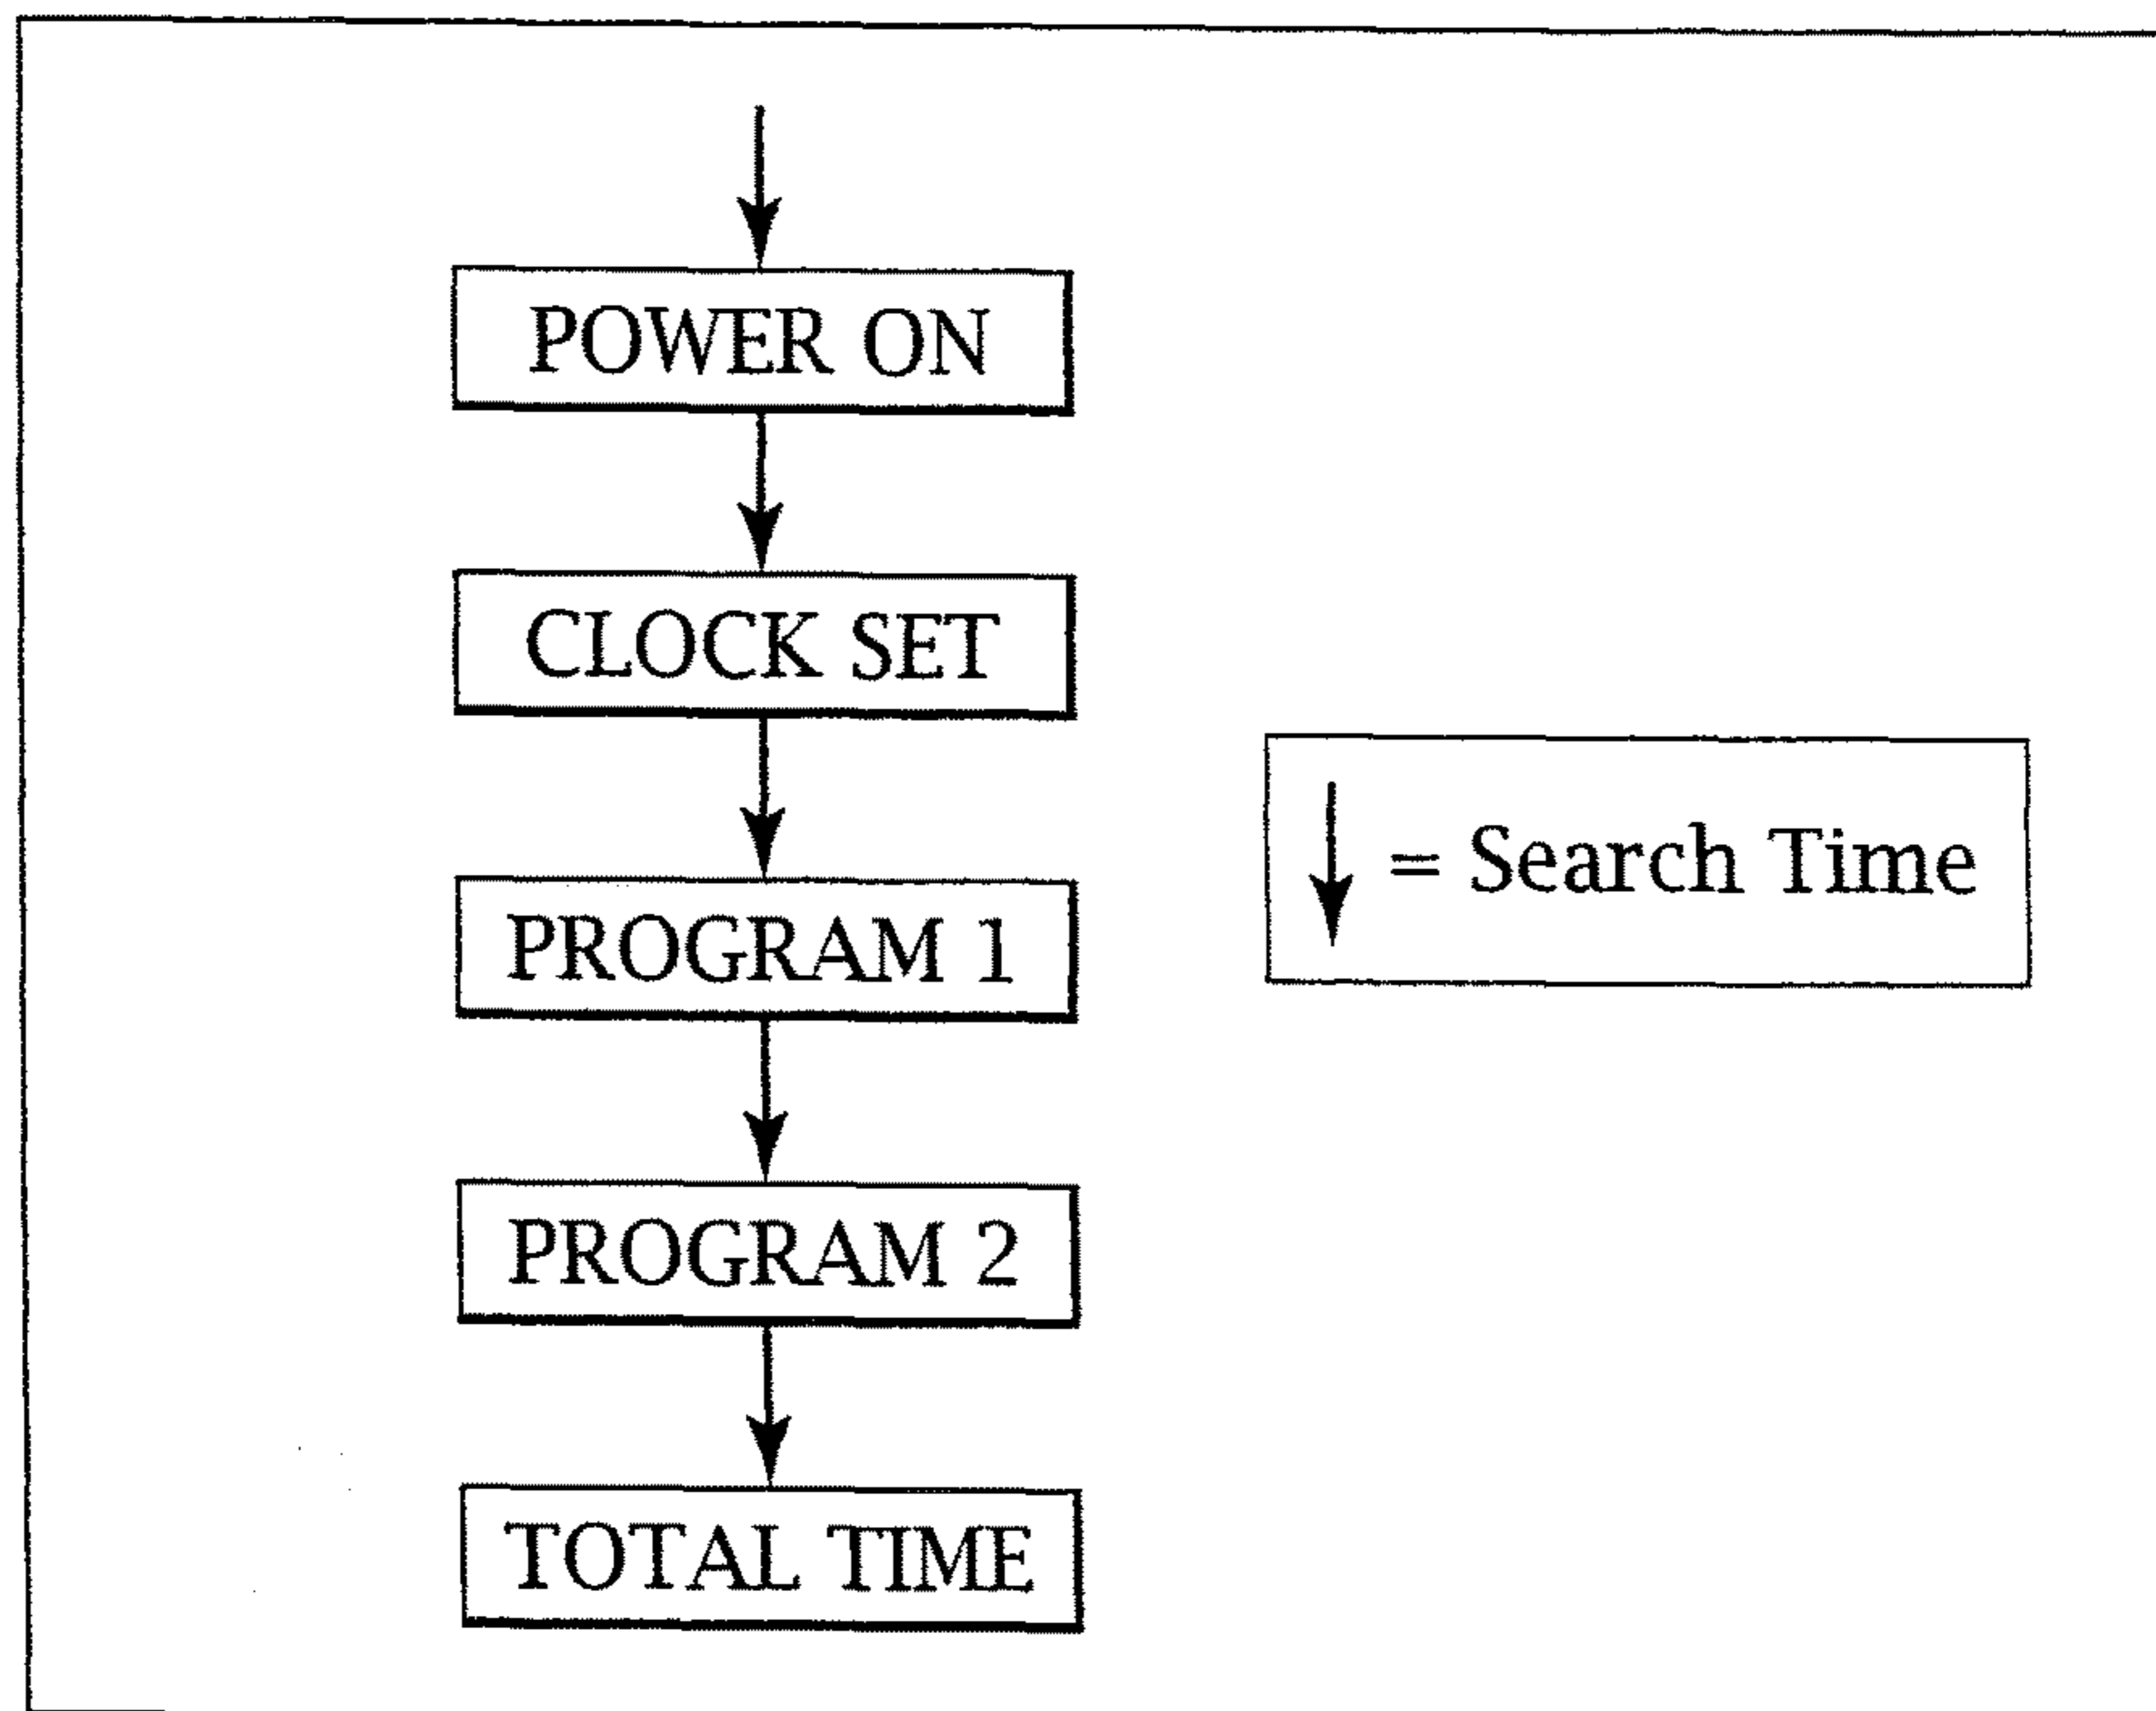 POWER ON
CLOCK SET
PROGRAM 1
= Search Time
PROGRAM 2
TOTAL TIME